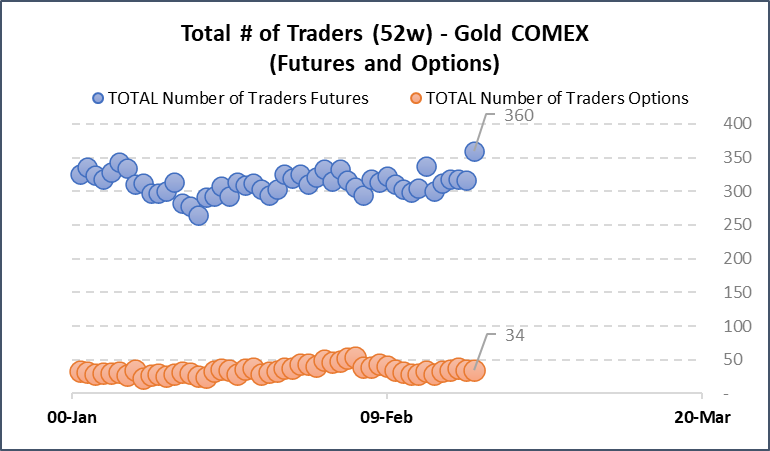 Total # of Traders (52w) - Gold COMEX
(Futures and Options)
TOTAL Number of Traders Futures
TOTAL Number of Traders Options
360
400
350
300
250
200
150
100
34
50
-
00-Jan
09-Feb
20-Mar